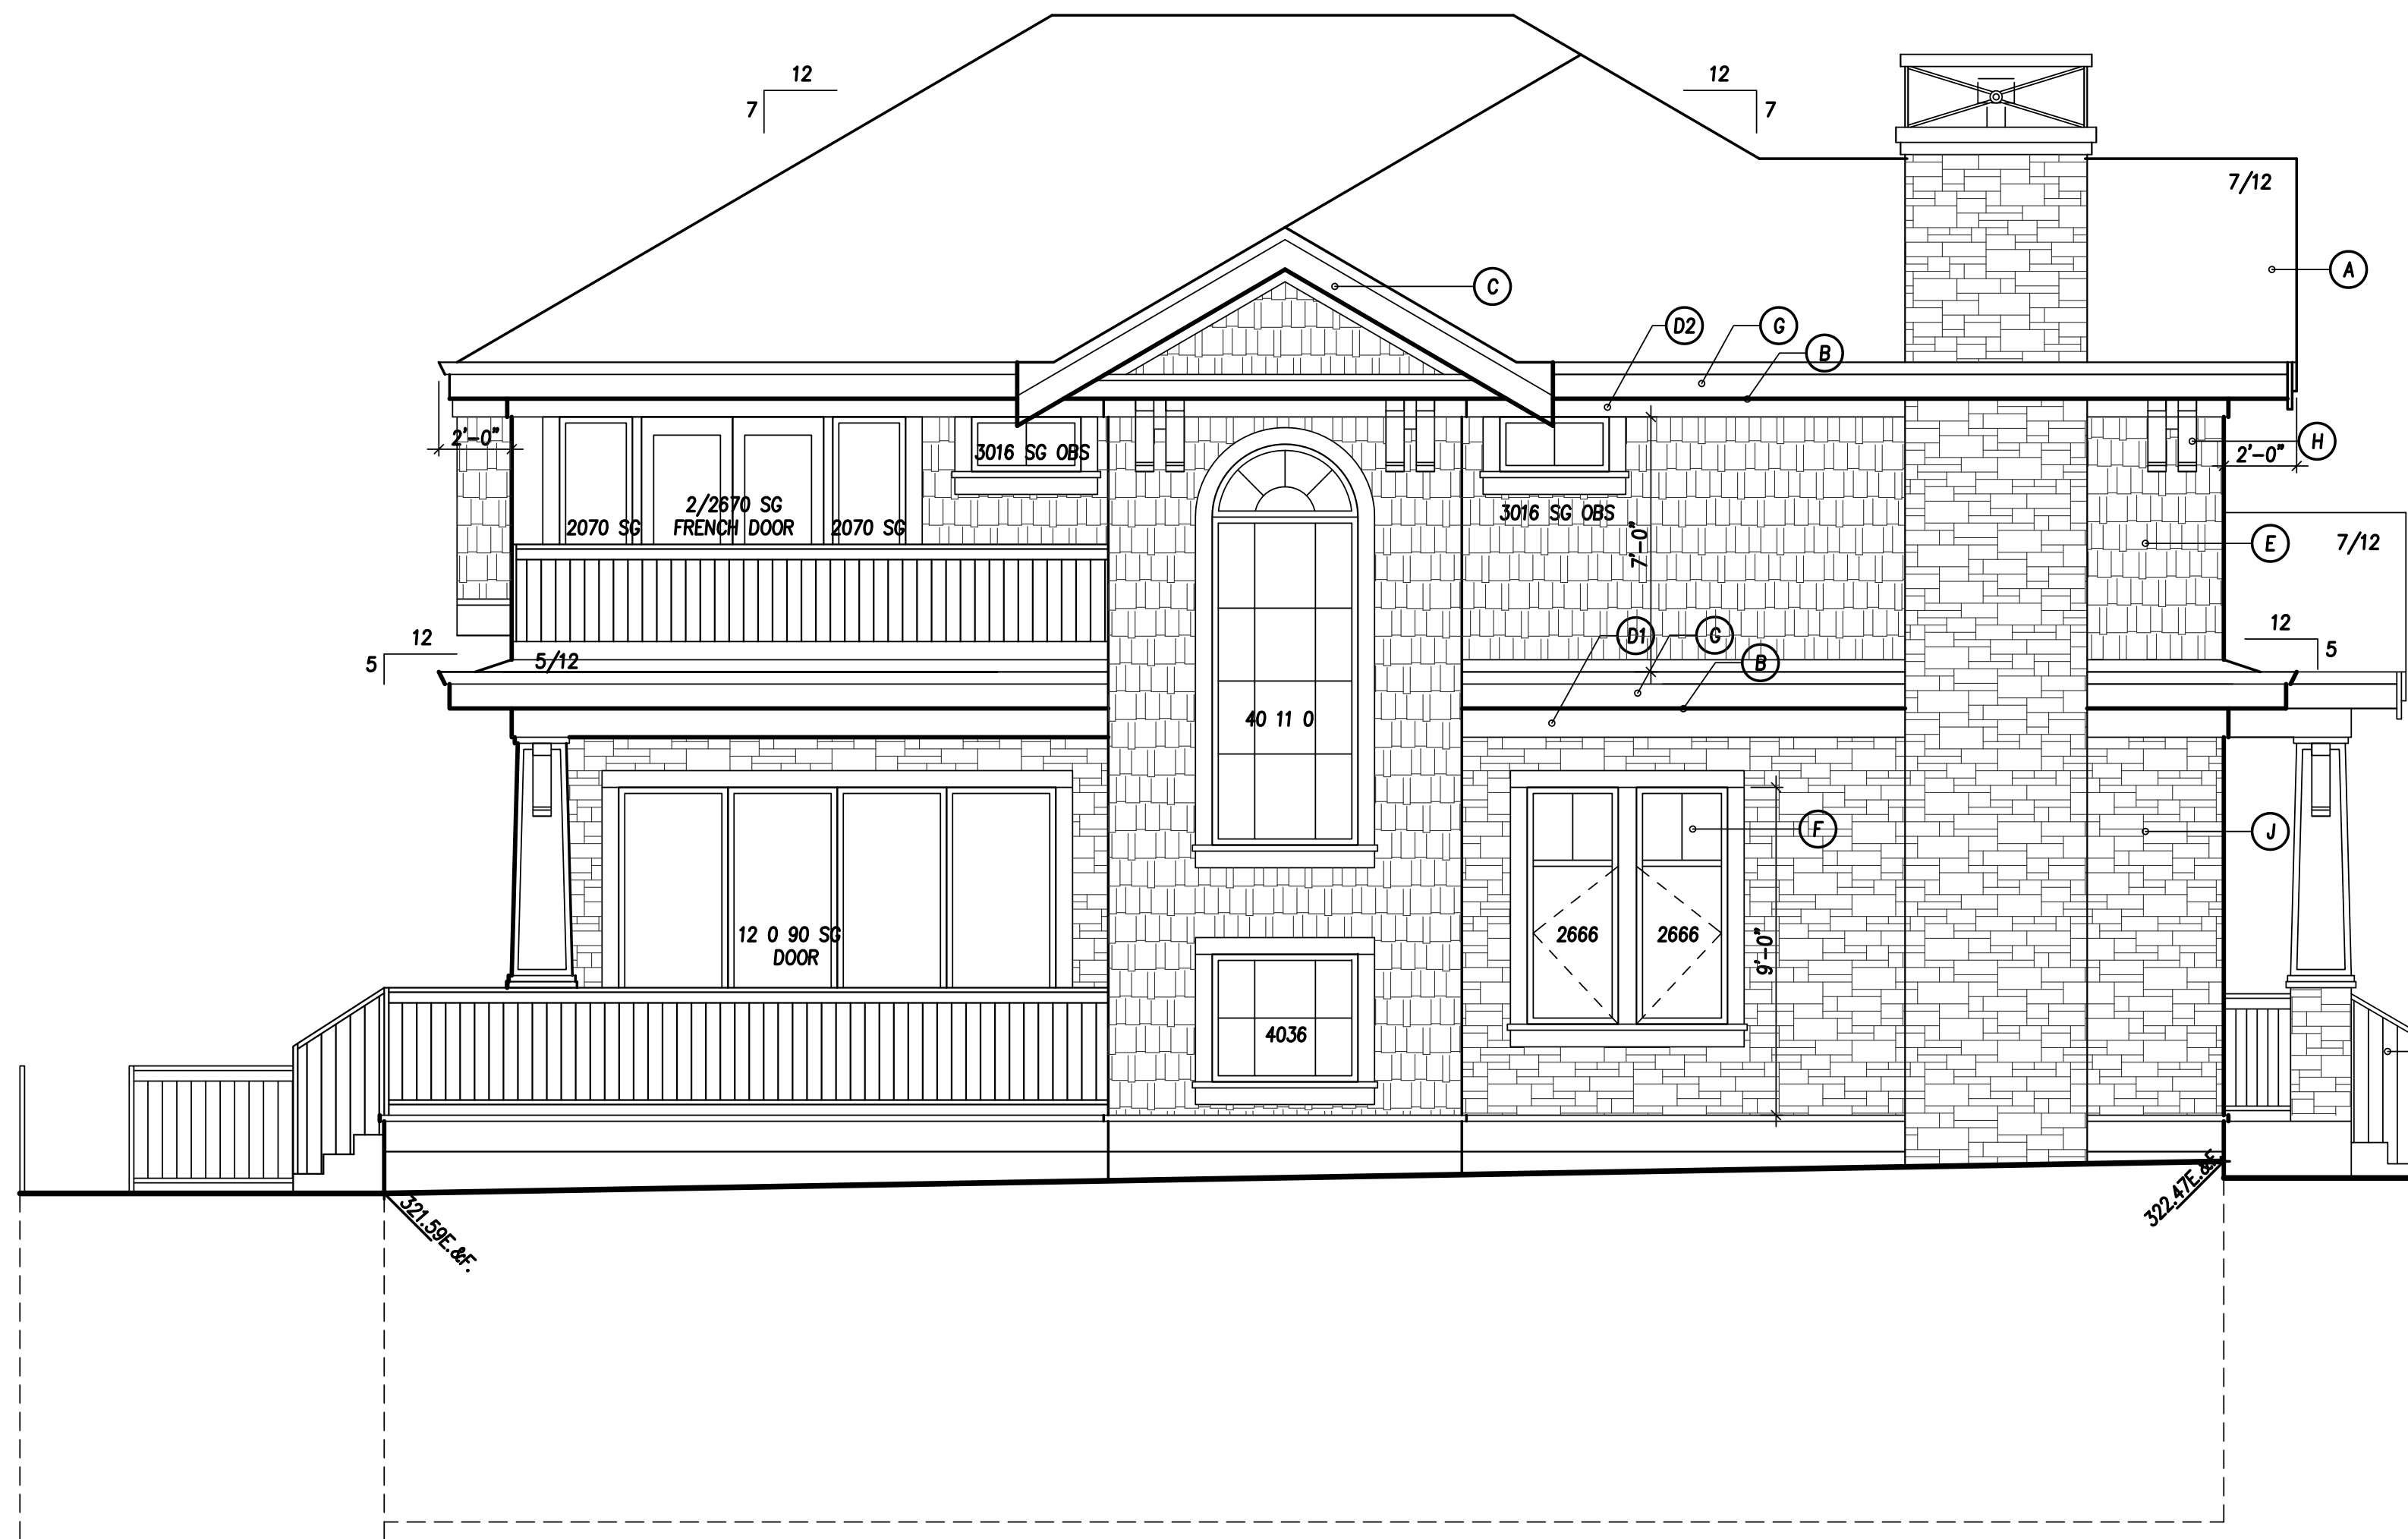 12
7
12
7
7/12
A
C
D2
G
B
2'-0"
3016 SG OBS
H
2'-0"
2/2670 SG
2070 SG
FRENCH DOOR
2070 SG
3016 SG OBS
7'-0"
E
7/12
12
5
5/12
D1
G
B
12
5
40 11 0
F
J
12 0 90 SG
DOOR
2666
2666
9'-0"
4036
321.59E.&F.
322.47E.&F.